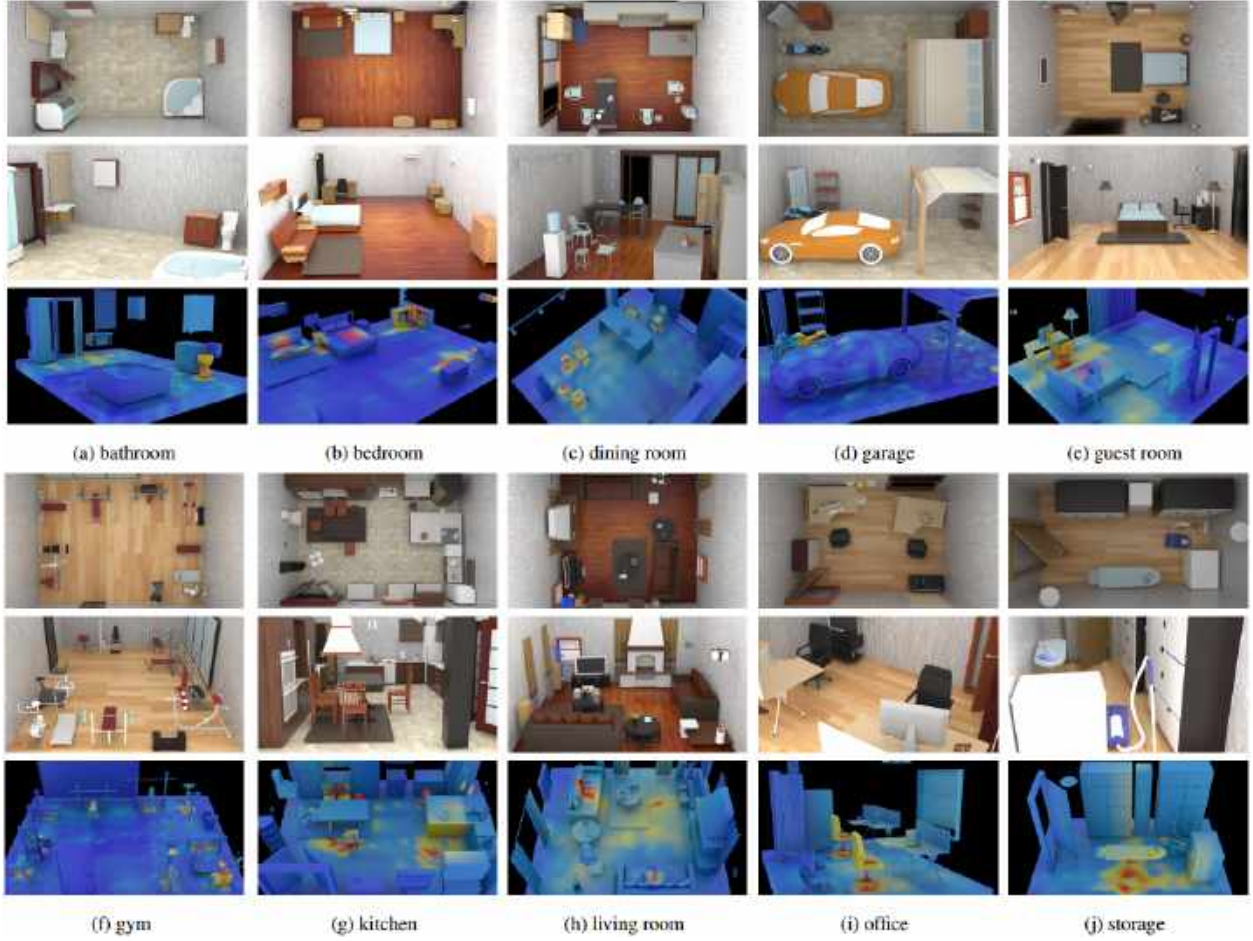 (a) bathroom
(b) bedroom
(c) dining room
(d) garage
(e) guest room
(f) gym
(g) kitchen
(h) living room
(i) office
(j) storage